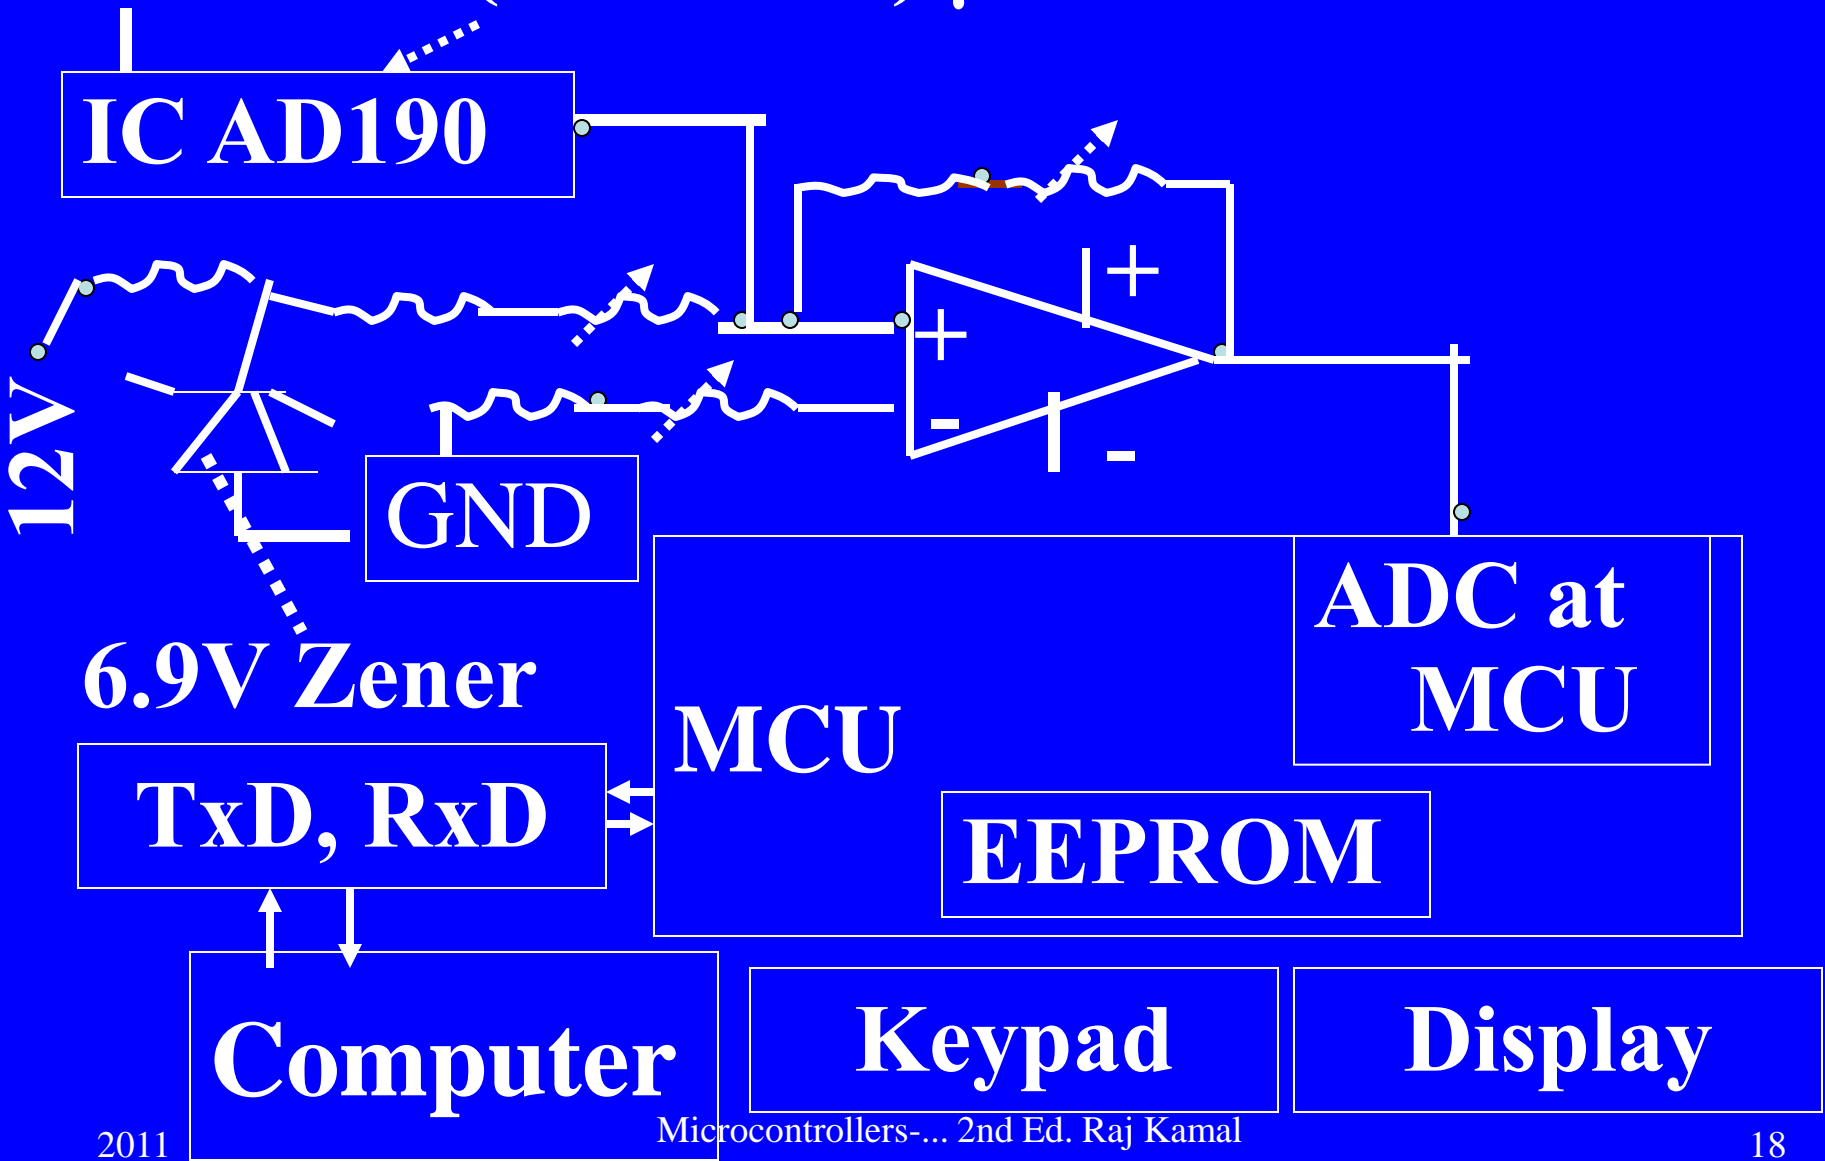 IC AD190
+
+
-
-
12V
GND
ADC at
MCU
6.9V Zener
MCU
TxD, RxD
EEPROM
Computer
Keypad
Display
2011
Microcontrollers-... 2nd Ed. Raj Kamal
18